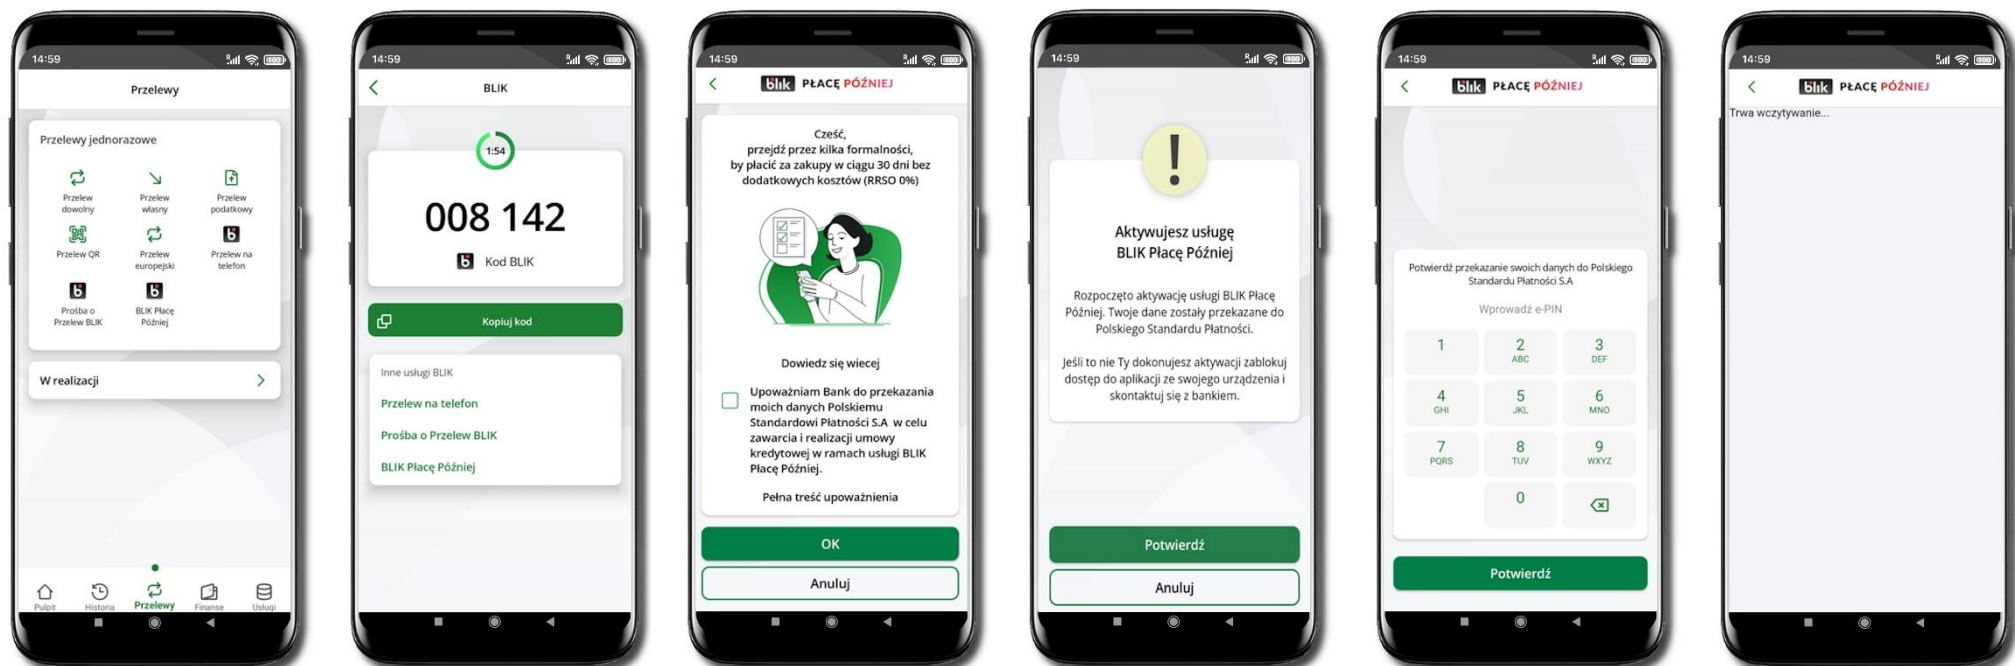 14:59
Przelewy
Przelewy jednorazowe
Przelew
dowolny
Przelew
własny
Przelew
podatkowy
Przelew QR
Przelew
europejski
Przelew na
telefon
Prośba o
Przelew BLIK
BLIK Płacę
Później
W realizacji
Pulpit
Historia
Przelewy
Finanse
Usługi
14:59
BLIK
1:54
008 142
Kod BLIK
Kopiuj kod
Inne usługi BLIK
Przelew na telefon
Prośba o Przelew BLIK
BLIK Płacę Później
14:59
blik PŁACĘ PÓŹNIEJ
Cześć,
przejdź przez kilka formalności,
by płacić za zakupy w ciągu 30 dni bez
dodatkowych kosztów (RRSO 0%)
Dowiedz się wiecej
Upoważniam Bank do przekazania
moich danych Polskiemu
Standardowi Płatności S.A w celu
zawarcia i realizacji umowy
kredytowej w ramach usługi BLIK
Płacę Później.
Pełna treść upoważnienia
OK
Anuluj
14:59
!
Aktywujesz usługę
BLIK Płacę Później
Rozpoczęto aktywację usługi BLIK Płacę
Później. Twoje dane zostały przekazane do
Polskiego Standardu Płatności.
Jeśli to nie Ty dokonujesz aktywacji zablokuj
dostęp do aplikacji ze swojego urządzenia i
skontaktuj się z bankiem.
Potwierdź
Anuluj
14:59
blik PŁACĘ PÓŹNIEJ
Potwierdź przekazanie swoich danych do Polskiego
Standardu Płatności S.A
Wprowadź e-PIN
1
2
ABC
3
DEF
4
GHI
5
JKL
6
MNO
7
PQRS
8
TUV
9
WXYZ
0
Potwierdź
14:59
blik PŁACĘ PÓŹNIEJ
Trwa wczytywanie...